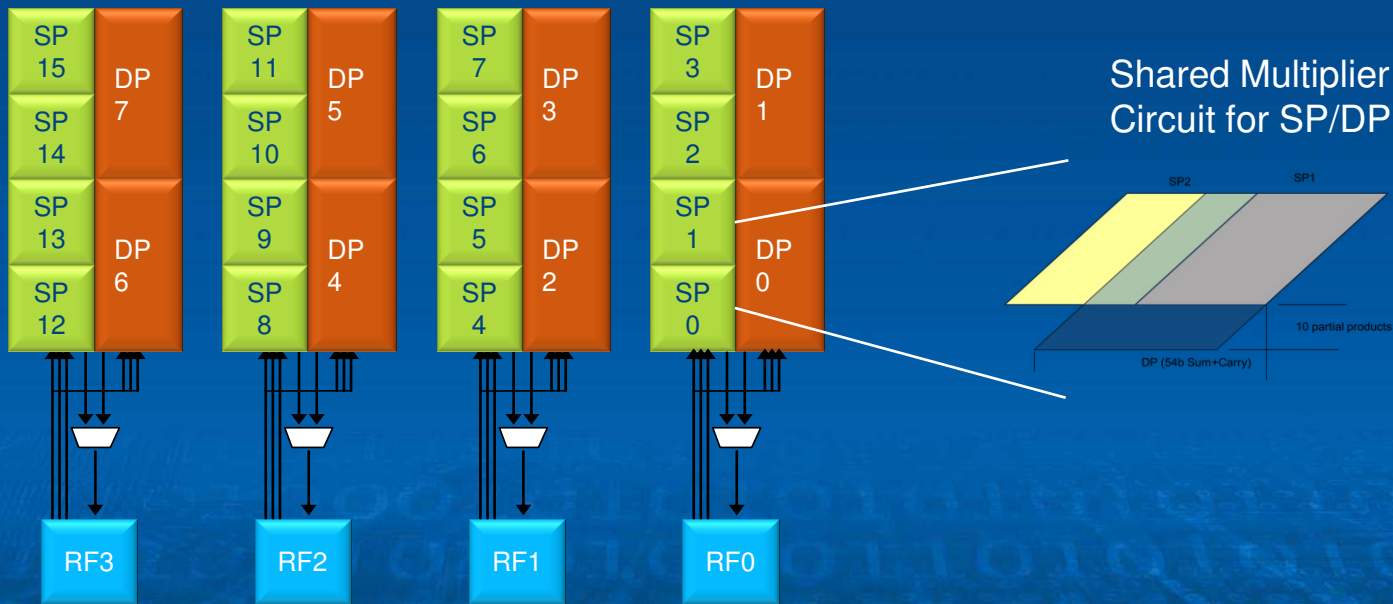 SP
15
DP
7
SP
14
SP
13
DP
6
SP
12
SP
11
DP
5
SP
10
SP
9
DP
4
SP
8
SP
7
DP
3
SP
6
SP
5
DP
2
SP
4
SP
3
DP
1
SP
2
SP
1
DP
0
SP
0
RF3
RF2
RF1
RF0
Shared Multiplier
Circuit for SP/DP
SP2
SP1
10 partial products
DP (54b Sum+Carry)